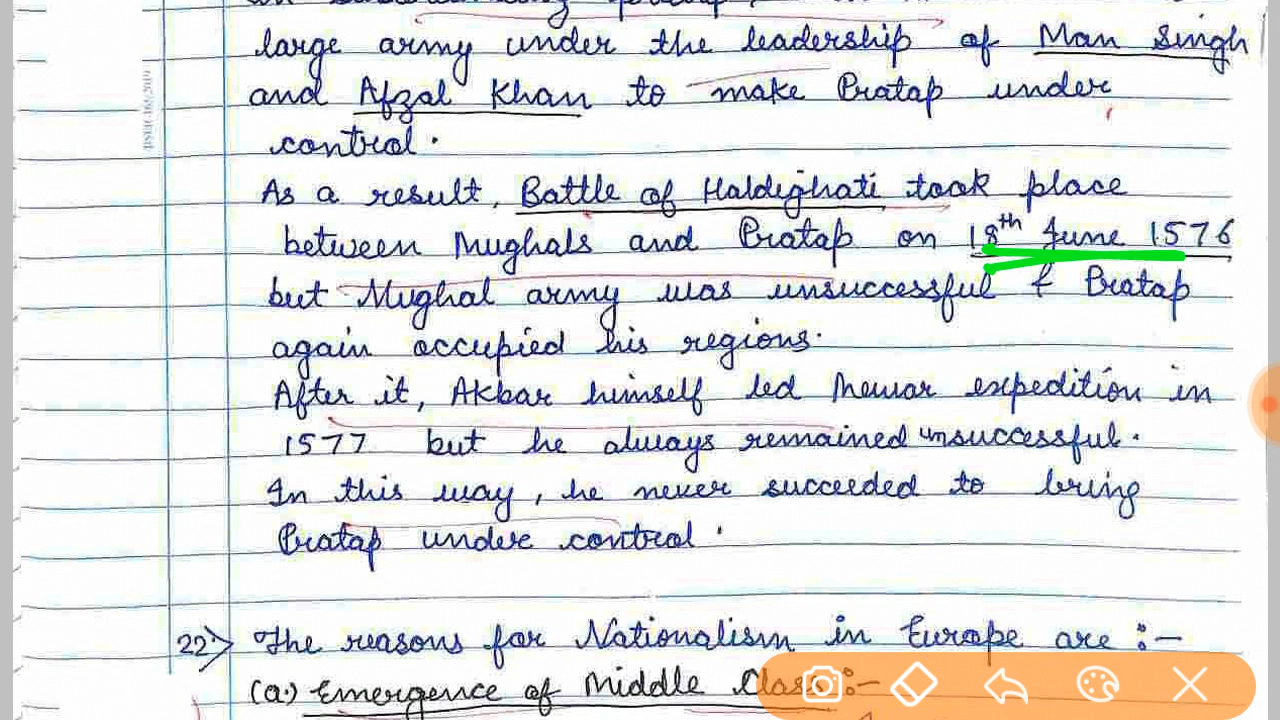 large army under the leadership of Man Singh
and Afzal Khan to make Pratap under
control.
As a result, Battle of Haldighati took place
between Mughals and Pratap on 18th June 1576
but Mughal army was unsuccessful & Pratap
again occupied his regions.
After it, Akbar himself led Mewar expedition in
1577 but he always remained unsuccessful.
In this way, he never succeeded to bring
Pratap under control.
22> The reasons for Nationalism in Europe are :-
(a.) Emergence of Middle Class :-